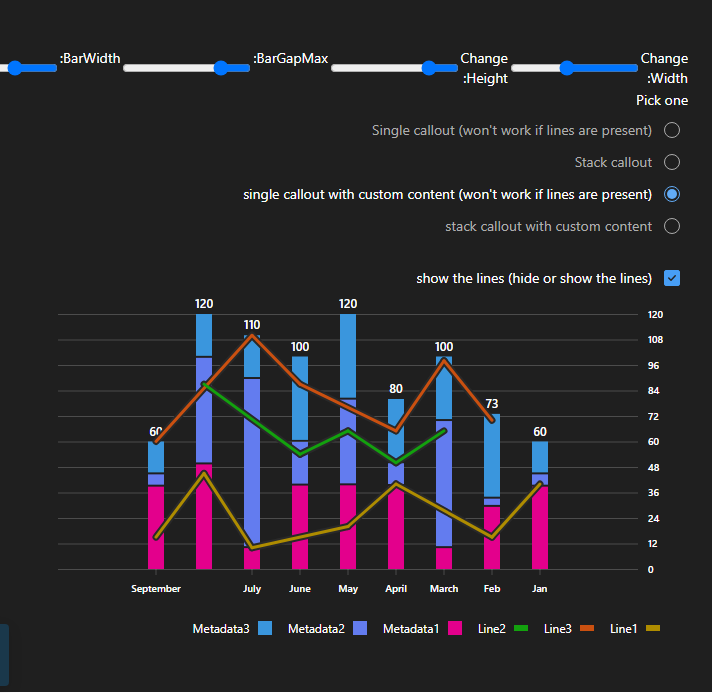 :BarWidth
:BarGapMax
Change :Height
Change :Width
Pick one
Single callout (won't work if lines are present)
Stack callout
single callout with custom content (won't work if lines are present)
stack callout with custom content
show the lines (hide or show the lines)
60
120
110
100
120
80
100
73
60
120
108
96
84
72
60
48
36
24
12
0
September July June May April March Feb Jan
Metadata3 Metadata2 Metadata1 Line2 Line3 Line1